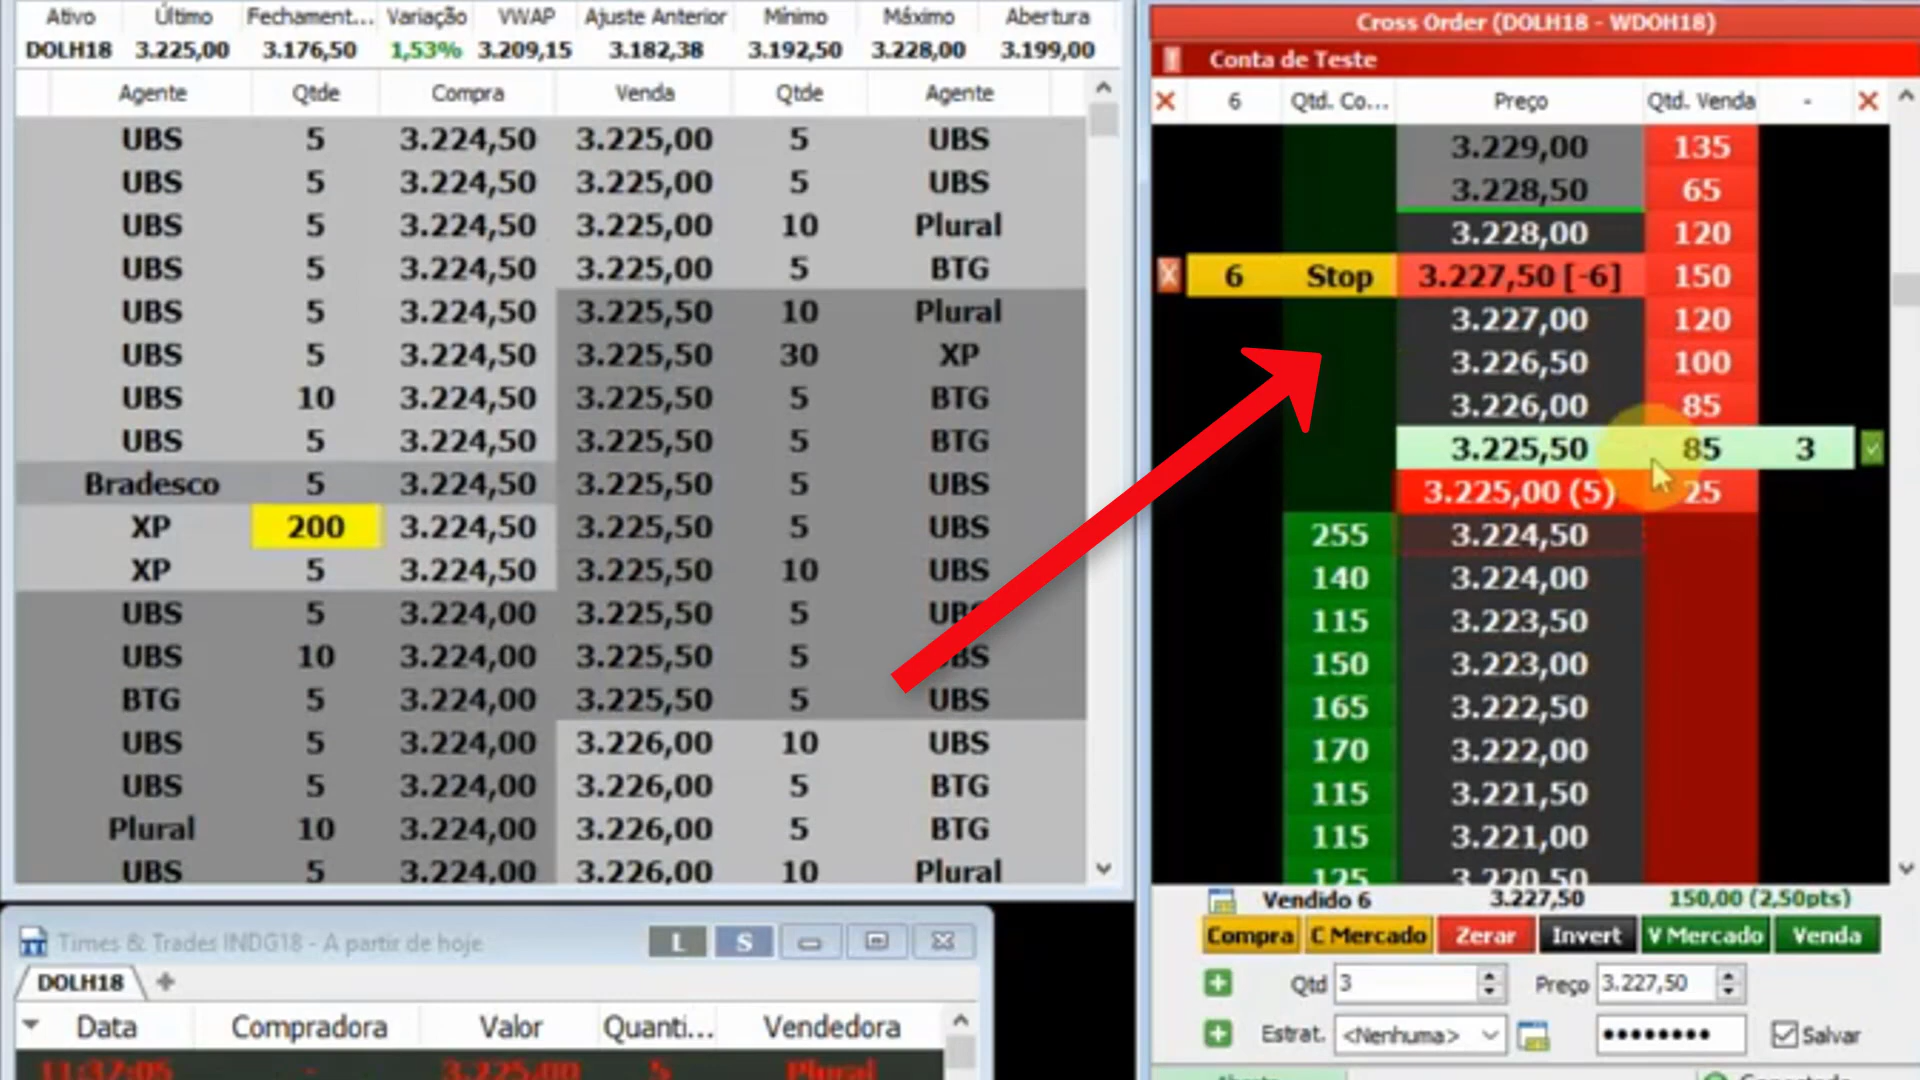 Ativo Último Fechament... Variação VWAP Ajuste Anterior Mínimo Máximo Abertura
DOLH18 3.225,00 3.176,50 1,53% 3.209,15 3.182,38 3.192,50 3.228,00 3.199,00
Agente Qtde Compra Venda Qtde Agente
UBS 5 3.224,50 3.225,00 5 UBS
UBS 5 3.224,50 3.225,00 5 UBS
UBS 5 3.224,50 3.225,00 10 Plural
UBS 5 3.224,50 3.225,00 5 BTG
UBS 5 3.224,50 3.225,50 10 Plural
UBS 5 3.224,50 3.225,50 30 XP
UBS 10 3.224,50 3.225,50 5 BTG
UBS 5 3.224,50 3.225,50 5 BTG
Bradesco 5 3.224,50 3.225,50 5 UBS
XP 200 3.224,50 3.225,50 5 UBS
XP 5 3.224,50 3.225,50 10 UBS
UBS 5 3.224,00 3.225,50 5 UBS
UBS 10 3.224,00 3.225,50 5 UBS
BTG 5 3.224,00 3.225,50 5 UBS
UBS 5 3.224,00 3.226,00 10 UBS
UBS 5 3.224,00 3.226,00 5 BTG
Plural 10 3.224,00 3.226,00 5 BTG
UBS 5 3.224,00 3.226,00 10 Plural
Times & Trades INDG18 - A partir de hoje L S
DOLH18 +
Data Compradora Valor Quanti... Vendedora
11:37:05 - 3.225,00 5 Plural
Cross Order (DOLH18 - WDOH18)
! Conta de Teste
6 Qtd. Co... Preço Qtd. Venda -
3.229,00 135
3.228,50 65
3.228,00 120
X 6 Stop 3.227,50 [-6] 150
3.227,00 120
3.226,50 100
3.226,00 85
3.225,50 85 3
3.225,00 (5) 25
255 3.224,50
140 3.224,00
115 3.223,50
150 3.223,00
165 3.222,50
170 3.222,00
115 3.221,50
115 3.221,00
125 3.220,50
Vendido 6 3.227,50 150,00 (2,50pts)
Compra C Mercado Zerar Invert V Mercado Venda
Qtd 3 Preço 3.227,50
Estrat. <Nenhuma> •••••••• Salvar